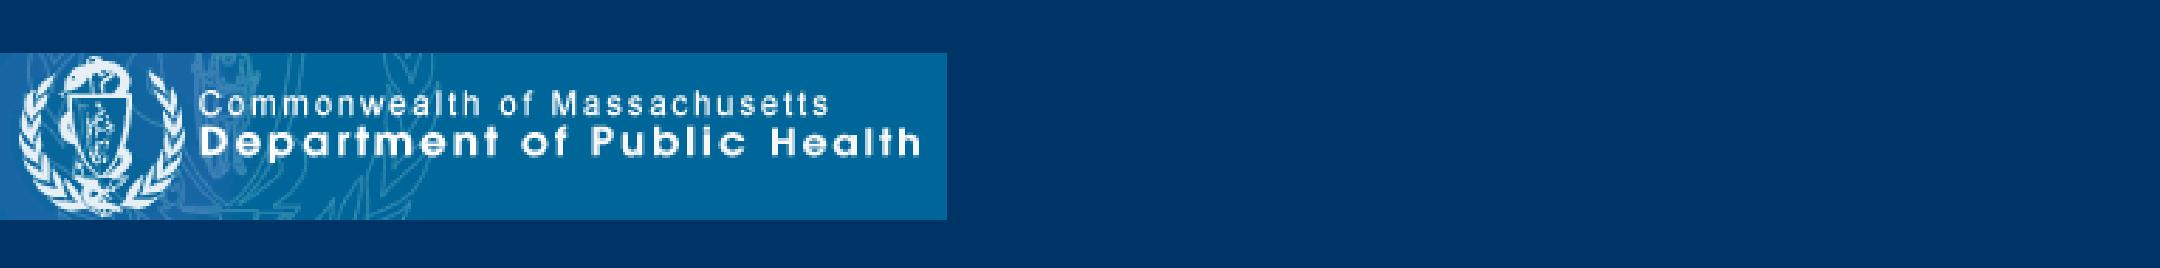 Commonwealth of Massachusetts
Department of Public Health